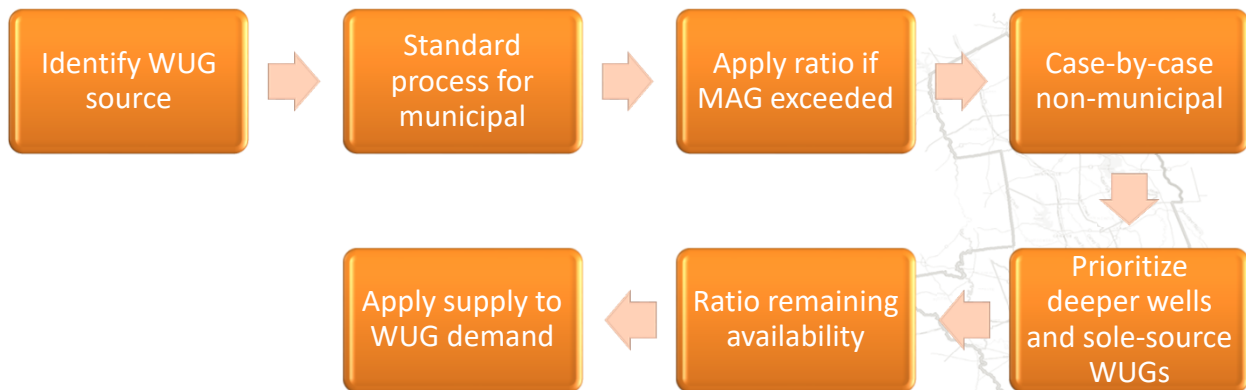 Identify WUG
source
Standard
process for
municipal
Apply ratio if
MAG exceeded
Case-by-case
non-municipal
Prioritize
deeper wells
and sole-source
WUGs
Ratio remaining
availability
Apply supply to
WUG demand